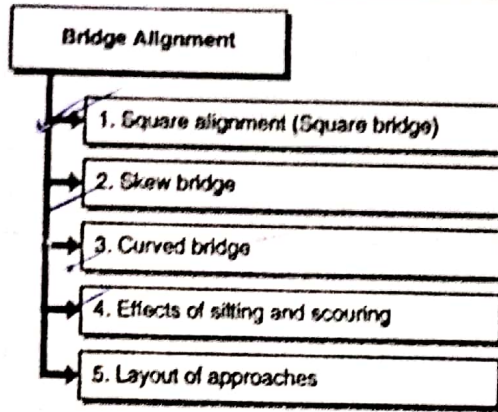 Bridge Alignment
1. Square alignment (Square bridge)
2. Skew bridge
3. Curved bridge
4. Effects of silting and scouring
5. Layout of approaches